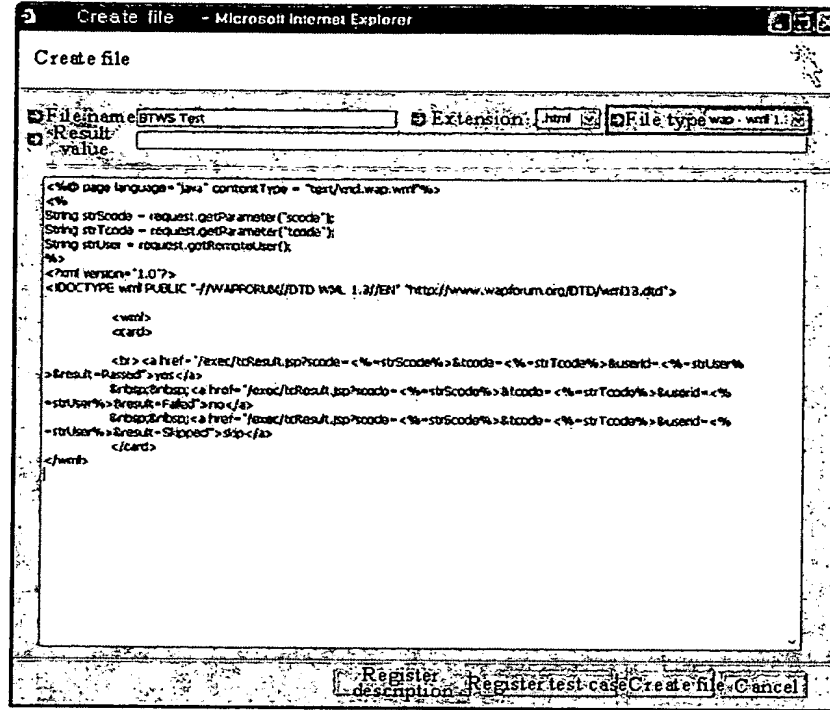 Create file - Microsoft Internet Explorer
Create file
File name BTWS Test Extension .html File type wap - wml 1.
Result value
<%@ page language="java" contentType = "text/vnd.wap.wml"%>
<%
String strScode = request.getParameter("scode");
String strTcode = request.getParameter("tcode");
String strUser = request.getRemoteUser();
%>
<?xml version="1.0"?>
<!DOCTYPE wml PUBLIC "-//WAPFORUM//DTD WML 1.3//EN" "http://www.wapforum.org/DTD/wml13.dtd">
<wml>
<card>
<br> <a href="/exec/tcResult.jsp?scode=<%=strScode%>&tcode=<%=strTcode%>&userid=<%=strUser%
>&result=Passed">yes</a>
&nbsp;&nbsp; <a href="/exec/tcResult.jsp?scode=<%=strScode%>&tcode=<%=strTcode%>&userid=<%
=strUser%>&result=Failed">no</a>
&nbsp;&nbsp; <a href="/exec/tcResult.jsp?scode=<%=strScode%>&tcode=<%=strTcode%>&userid=<%
=strUser%>&result=Skipped">skip</a>
</card>
</wml>
Register description Register test case Create file Cancel